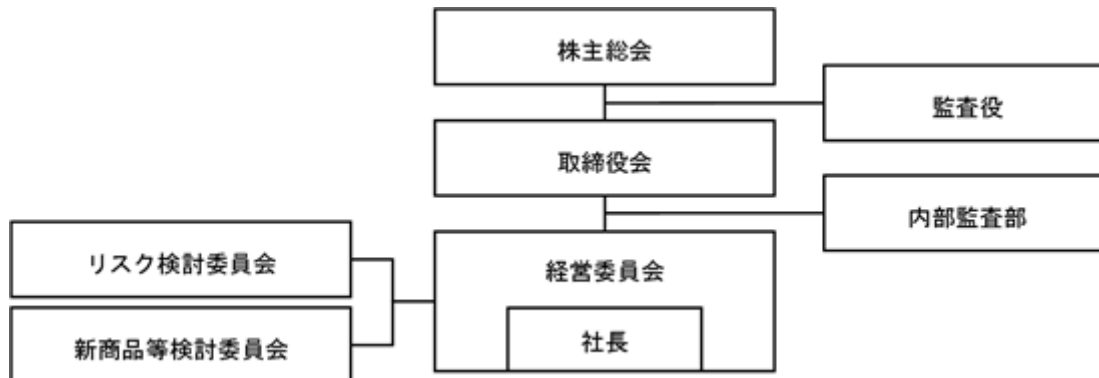 株主総会
監査役
取締役会
内部監査部
リスク検討委員会
経営委員会
社長
新商品等検討委員会